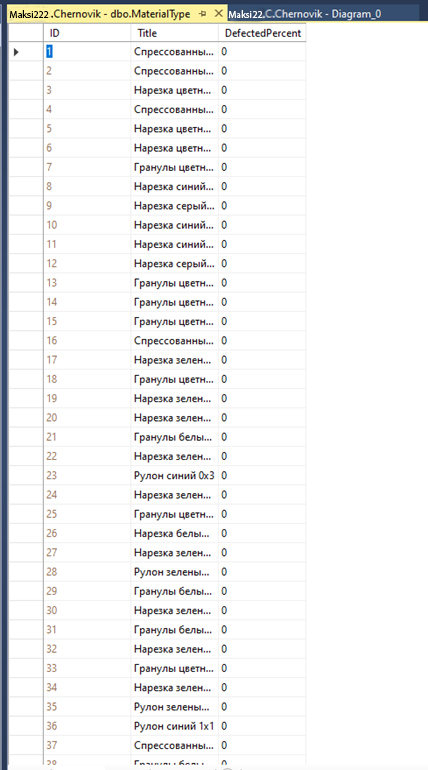 Maksi222 .Chernovik - dbo.MaterialType Maksi22.C.Chernovik - Diagram_0
ID Title DefectedPercent
1 Спрессованны... 0
2 Спрессованны... 0
3 Нарезка цветн... 0
4 Спрессованны... 0
5 Нарезка цветн... 0
6 Нарезка цветн... 0
7 Гранулы цветн... 0
8 Нарезка синий... 0
9 Нарезка серый... 0
10 Нарезка синий... 0
11 Нарезка синий... 0
12 Нарезка серый... 0
13 Гранулы цветн... 0
14 Гранулы цветн... 0
15 Гранулы цветн... 0
16 Спрессованны... 0
17 Нарезка зелен... 0
18 Гранулы цветн... 0
19 Нарезка зелен... 0
20 Нарезка зелен... 0
21 Гранулы белы... 0
22 Нарезка зелен... 0
23 Рулон синий 0x3 0
24 Нарезка зелен... 0
25 Гранулы цветн... 0
26 Нарезка белы... 0
27 Нарезка зелен... 0
28 Рулон зелены... 0
29 Гранулы белы... 0
30 Нарезка зелен... 0
31 Гранулы белы... 0
32 Нарезка зелен... 0
33 Гранулы цветн... 0
34 Нарезка зелен... 0
35 Рулон зелены... 0
36 Рулон синий 1x1 0
37 Спрессованны... 0
38 Гранулы белы... 0